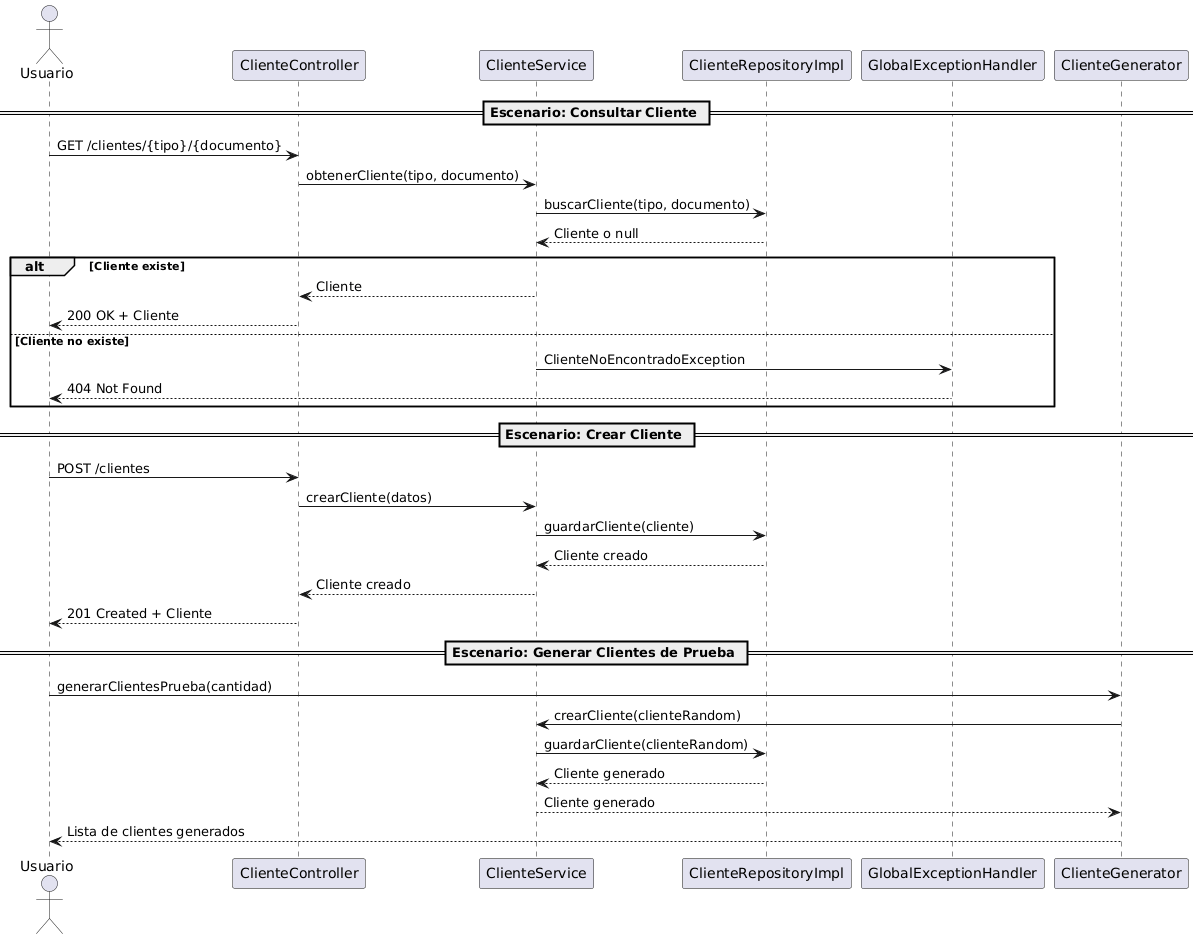 Usuario
ClienteController
ClienteService
ClienteRepositoryImpl
GlobalExceptionHandler
ClienteGenerator
Escenario: Consultar Cliente
GET /clientes/{tipo}/{documento}
obtenerCliente(tipo, documento)
buscarCliente(tipo, documento)
Cliente o null
alt
[Cliente existe]
Cliente
200 OK + Cliente
[Cliente no existe]
ClienteNoEncontradoException
404 Not Found
Escenario: Crear Cliente
POST /clientes
crearCliente(datos)
guardarCliente(cliente)
Cliente creado
Cliente creado
201 Created + Cliente
Escenario: Generar Clientes de Prueba
generarClientesPrueba(cantidad)
crearCliente(clienteRandom)
guardarCliente(clienteRandom)
Cliente generado
Cliente generado
Lista de clientes generados
Usuario
ClienteController
ClienteService
ClienteRepositoryImpl
GlobalExceptionHandler
ClienteGenerator